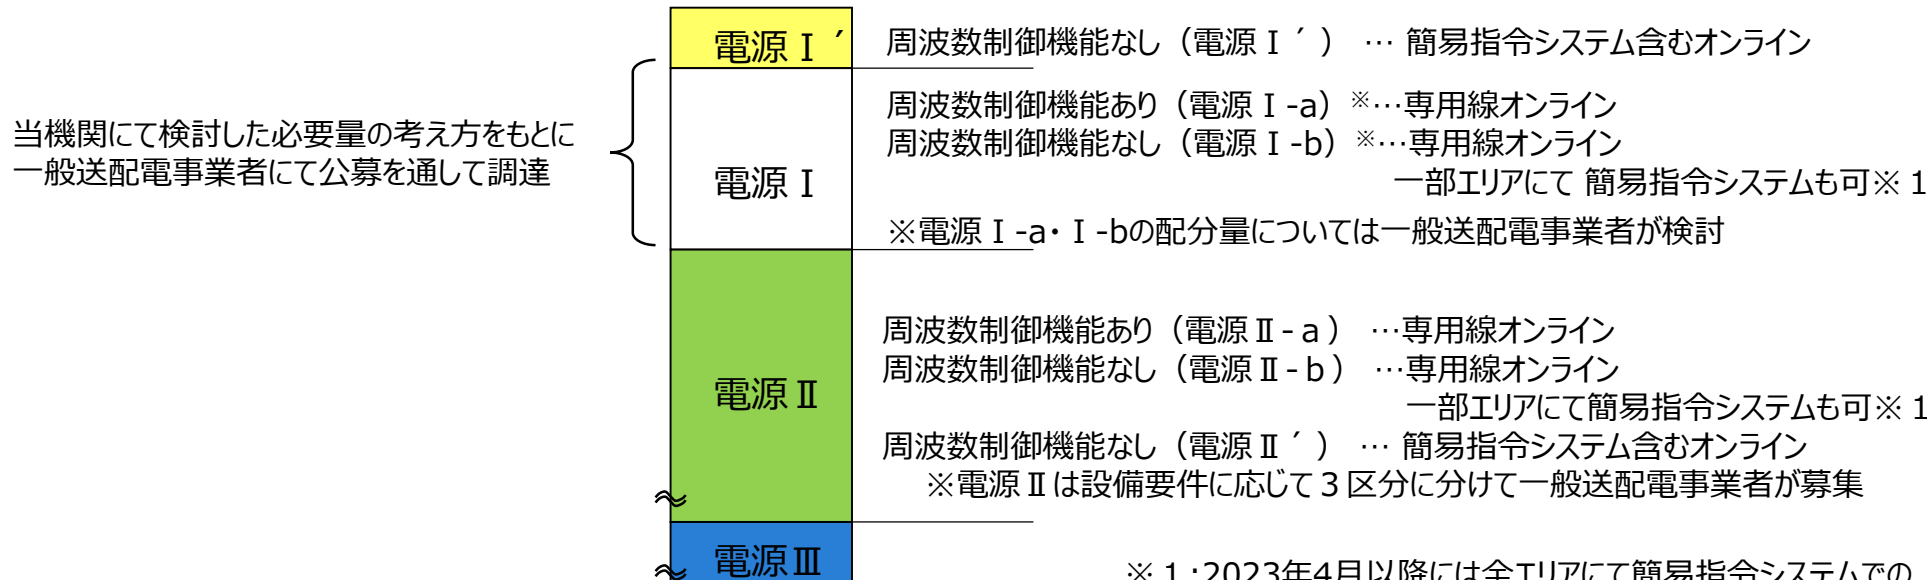 電源Ⅰ´
周波数制御機能なし（電源Ⅰ´） … 簡易指令システム含むオンライン
当機関にて検討した必要量の考え方をもとに
一般送配電事業者にて公募を通して調達
電源Ⅰ
周波数制御機能あり（電源Ⅰ-a）※…専用線オンライン
周波数制御機能なし（電源Ⅰ-b）※…専用線オンライン
一部エリアにて 簡易指令システムも可※１
※電源Ⅰ-a・Ⅰ-bの配分量については一般送配電事業者が検討
電源Ⅱ
周波数制御機能あり（電源Ⅱ-ａ） …専用線オンライン
周波数制御機能なし（電源Ⅱ-ｂ） …専用線オンライン
一部エリアにて簡易指令システムも可※１
周波数制御機能なし（電源Ⅱ´） … 簡易指令システム含むオンライン
※電源Ⅱは設備要件に応じて３区分に分けて一般送配電事業者が募集
電源Ⅲ
※１:2023年4月以降には全エリアにて簡易指令システムでの